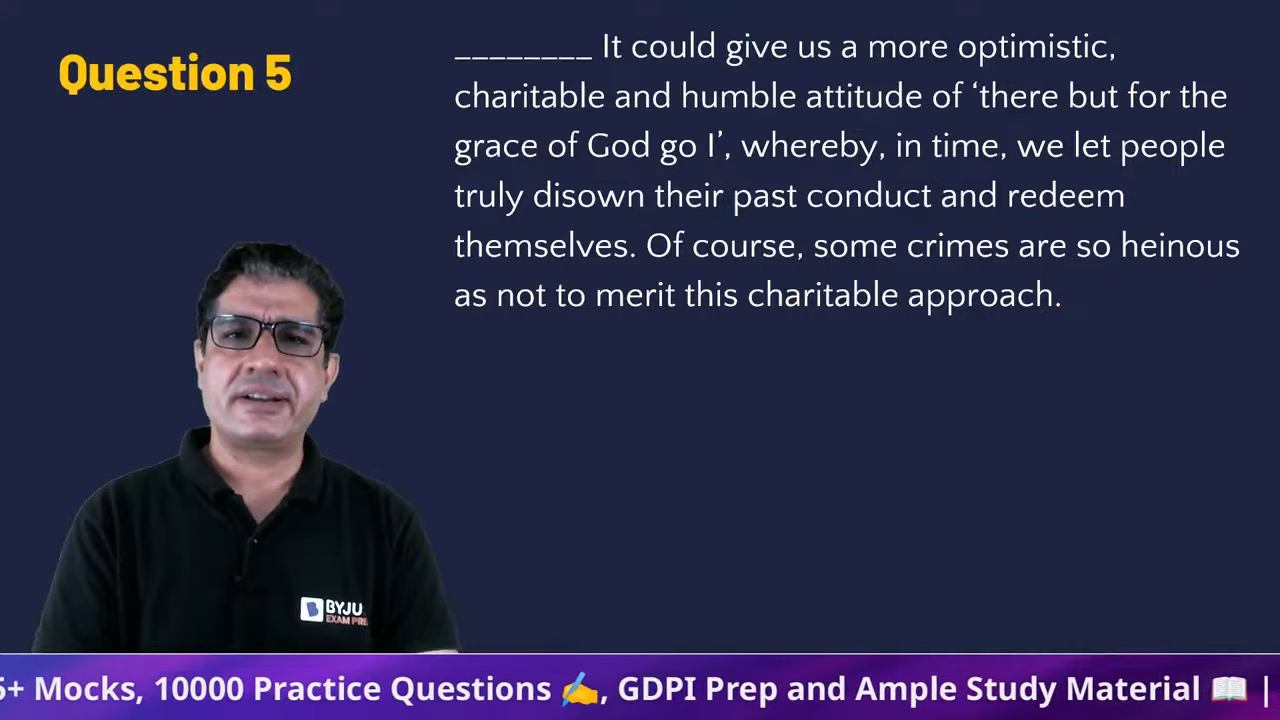 Question 5
________ It could give us a more optimistic,
charitable and humble attitude of ‘there but for the
grace of God go I’, whereby, in time, we let people
truly disown their past conduct and redeem
themselves. Of course, some crimes are so heinous
as not to merit this charitable approach.
BYJU
EXAM PRE
5+ Mocks, 10000 Practice Questions ✍️, GDPI Prep and Ample Study Material 📖 |